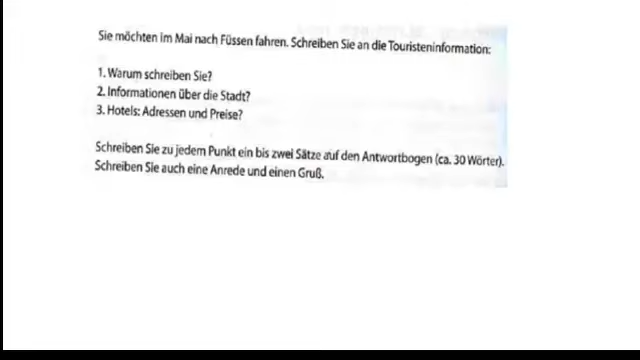 Sie möchten im Mai nach Füssen fahren. Schreiben Sie an die Touristeninformation:
1. Warum schreiben Sie?
2. Informationen über die Stadt?
3. Hotels: Adressen und Preise?
Schreiben Sie zu jedem Punkt ein bis zwei Sätze auf den Antwortbogen (ca. 30 Wörter).
Schreiben Sie auch eine Anrede und einen Gruß.